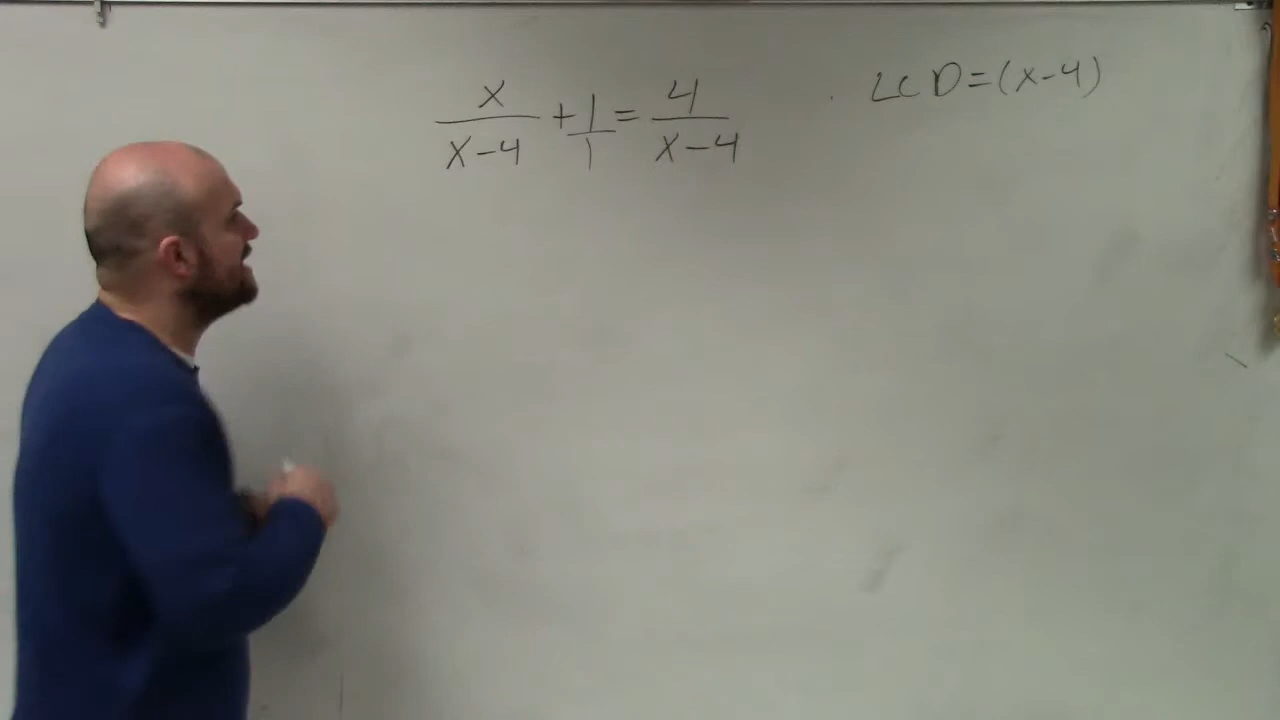 x/(x-4) + 1/1 = 4/(x-4)
LCD=(x-4)